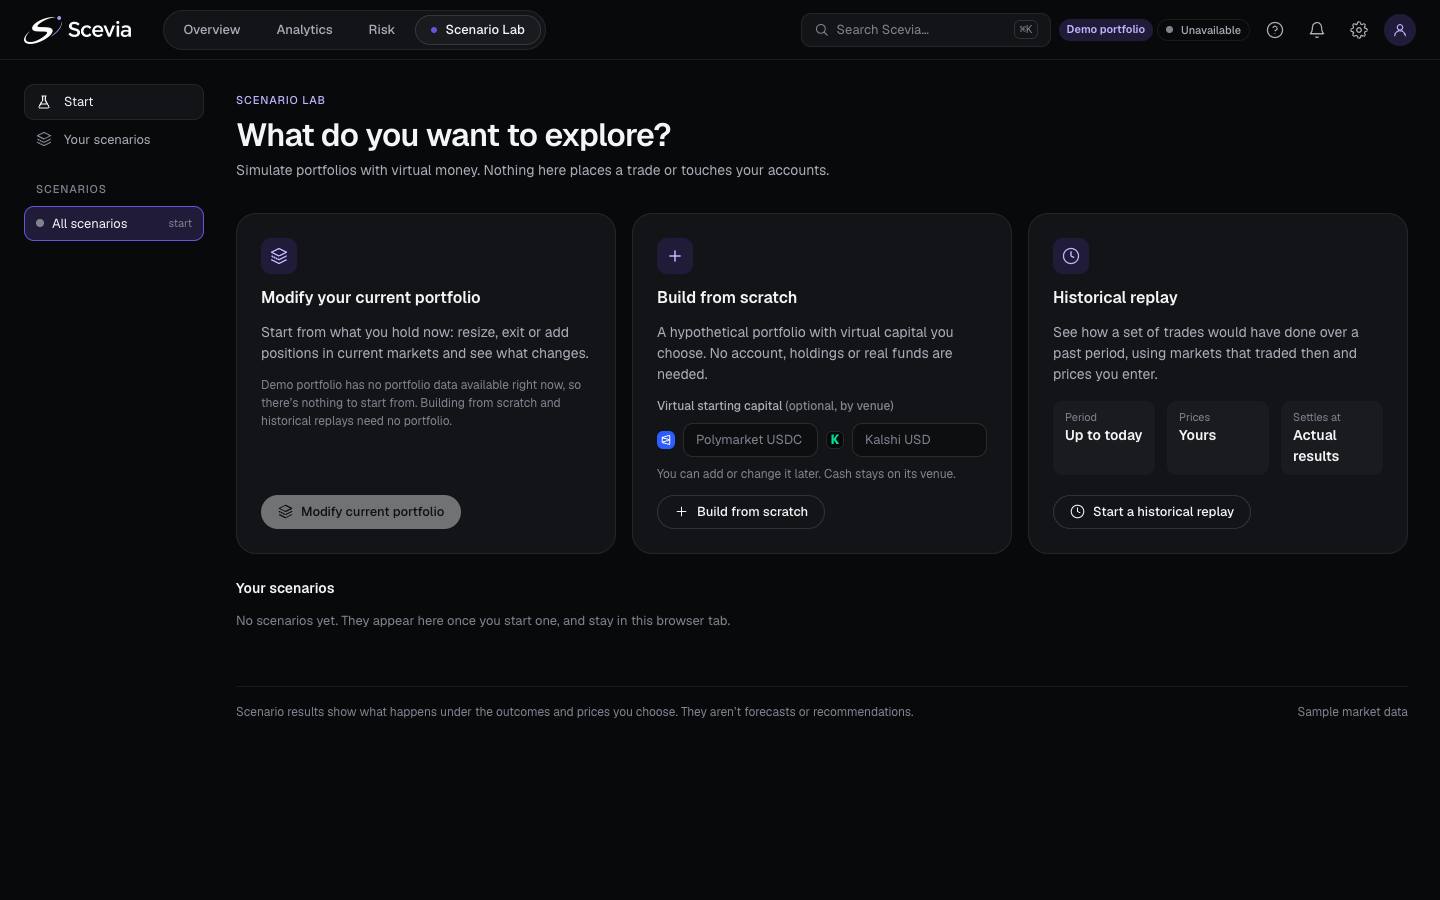 Scevia
Overview
Analytics
Risk
Scenario Lab
Search Scevia...
⌘K
Demo portfolio
Unavailable
Start
Your scenarios
SCENARIOS
All scenarios
start
SCENARIO LAB
What do you want to explore?
Simulate portfolios with virtual money. Nothing here places a trade or touches your accounts.
Modify your current portfolio
Start from what you hold now: resize, exit or add
positions in current markets and see what changes.
Demo portfolio has no portfolio data available right now, so
there's nothing to start from. Building from scratch and
historical replays need no portfolio.
Modify current portfolio
Build from scratch
A hypothetical portfolio with virtual capital you
choose. No account, holdings or real funds are
needed.
Virtual starting capital (optional, by venue)
Polymarket USDC
K
Kalshi USD
You can add or change it later. Cash stays on its venue.
Build from scratch
Historical replay
See how a set of trades would have done over a
past period, using markets that traded then and
prices you enter.
Period
Up to today
Prices
Yours
Settles at
Actual
results
Start a historical replay
Your scenarios
No scenarios yet. They appear here once you start one, and stay in this browser tab.
Scenario results show what happens under the outcomes and prices you choose. They aren't forecasts or recommendations.
Sample market data